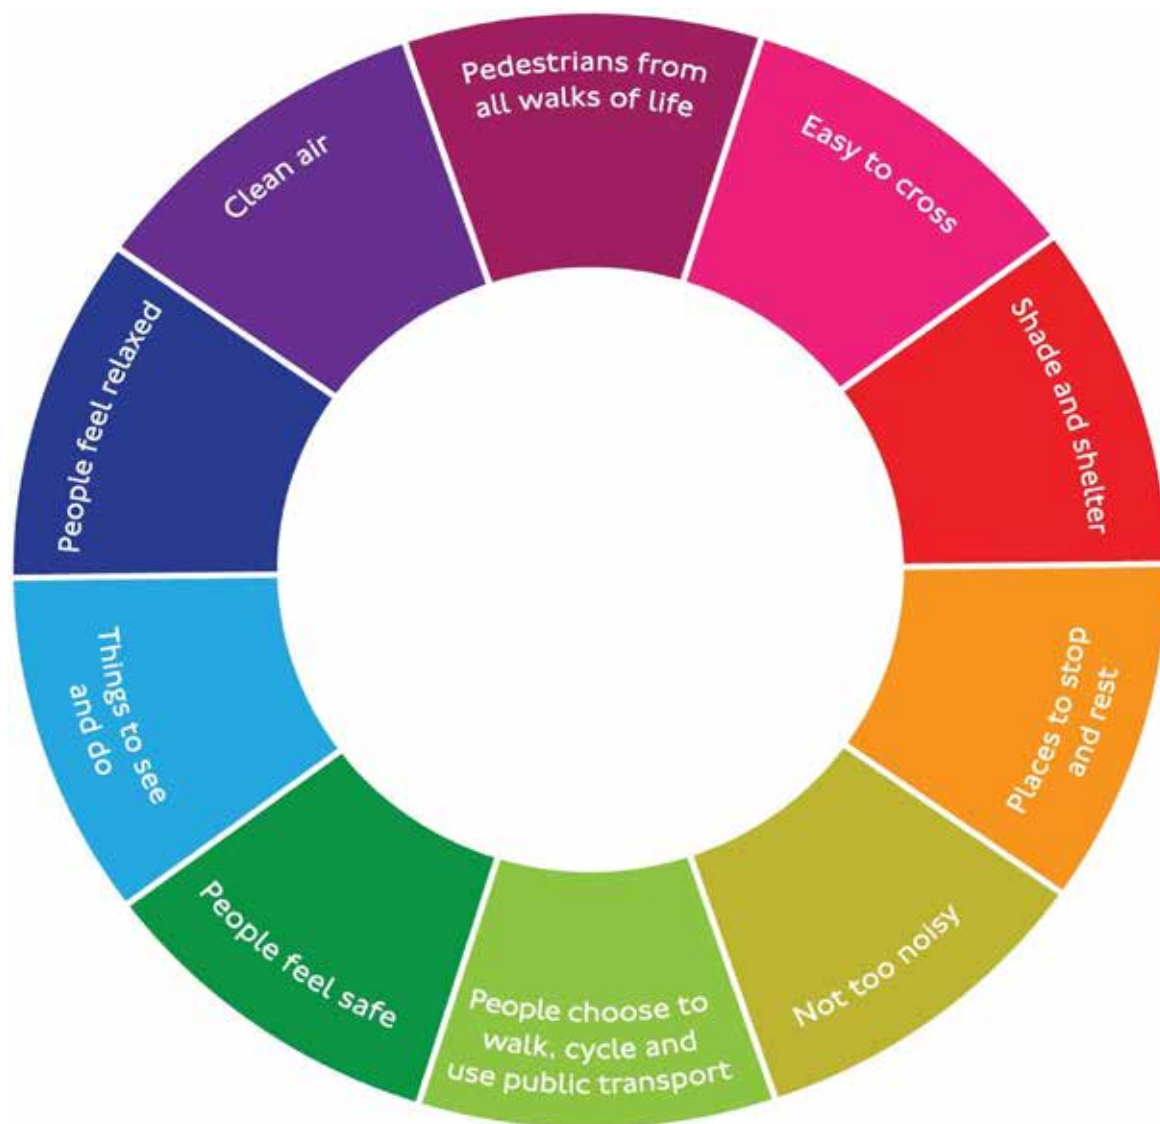 Pedestrians from
all walks of life
Easy to cross
Shade and shelter
Places to stop
and rest
Not too noisy
People choose to
walk, cycle and
use public transport
People feel safe
Things to see
and do
People feel relaxed
Clean air